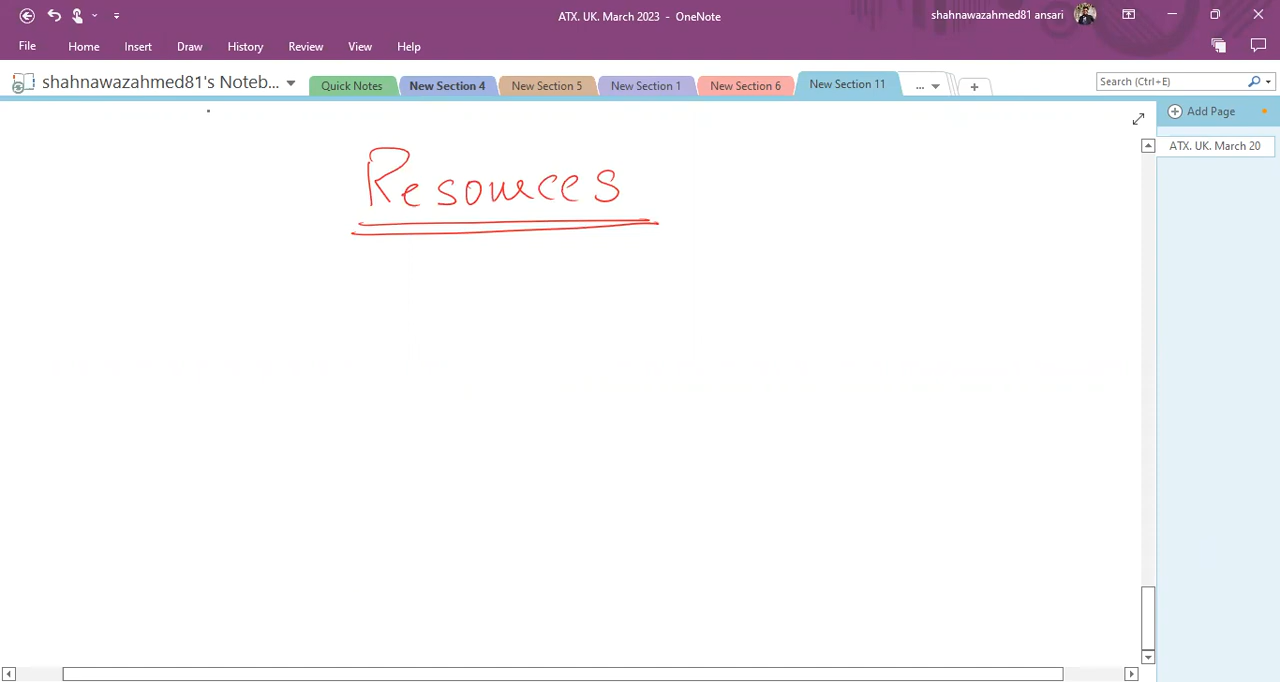 ATX. UK. March 2023 - OneNote
shahnawazahmed81 ansari
File Home Insert Draw History Review View Help
shahnawazahmed81's Noteb...
Quick Notes New Section 4 New Section 5 New Section 1 New Section 6 New Section 11 ...
Search (Ctrl+E)
Add Page
ATX. UK. March 20
Resources